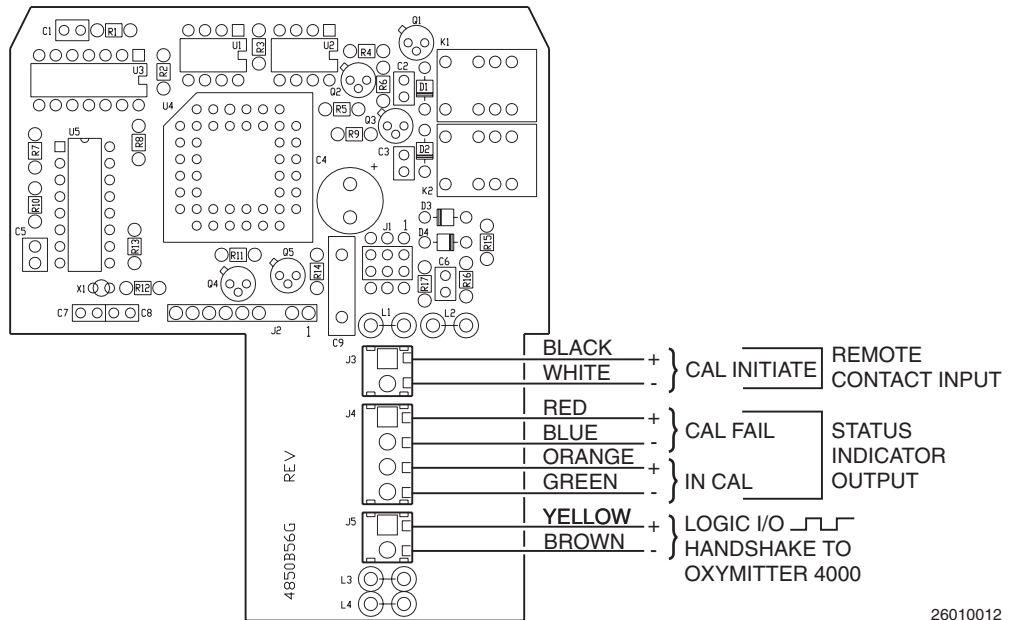 Q1
C1 R1
U1 R3 U2 R4 K1
C2
U3 R2 R6 D1
Q2
U4 R5
Q3
U5 R8 R9 D2
R7 C3
C4 +
K2
R10 D3
C5 R13 J1 1 D4 R15
R11 Q5
R14 C6
X1 R12 Q4 R17 R16
C7 C8 L1 L2
J2 1
C9
J3 BLACK + CAL INITIATE REMOTE
WHITE - CONTACT INPUT
J4 RED + CAL FAIL STATUS
BLUE - INDICATOR
ORANGE + IN CAL OUTPUT
GREEN -
J5 YELLOW + LOGIC I/O
BROWN - HANDSHAKE TO
OXYMITTER 4000
L3
L4
4850B56G REV
26010012